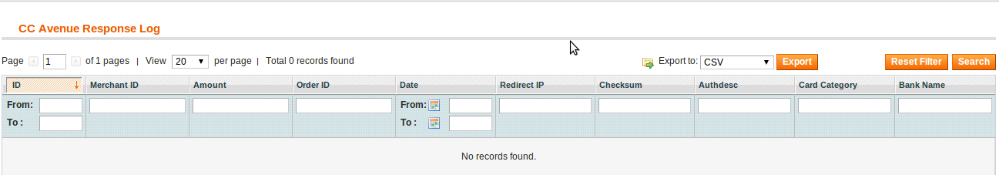 CC Avenue Response Log
Page 1 of 1 pages | View 20 per page | Total 0 records found Export to: CSV Export Reset Filter Search
ID Merchant ID Amount Order ID Date Redirect IP Checksum Authdesc Card Category Bank Name
From: From:
To : To :
No records found.